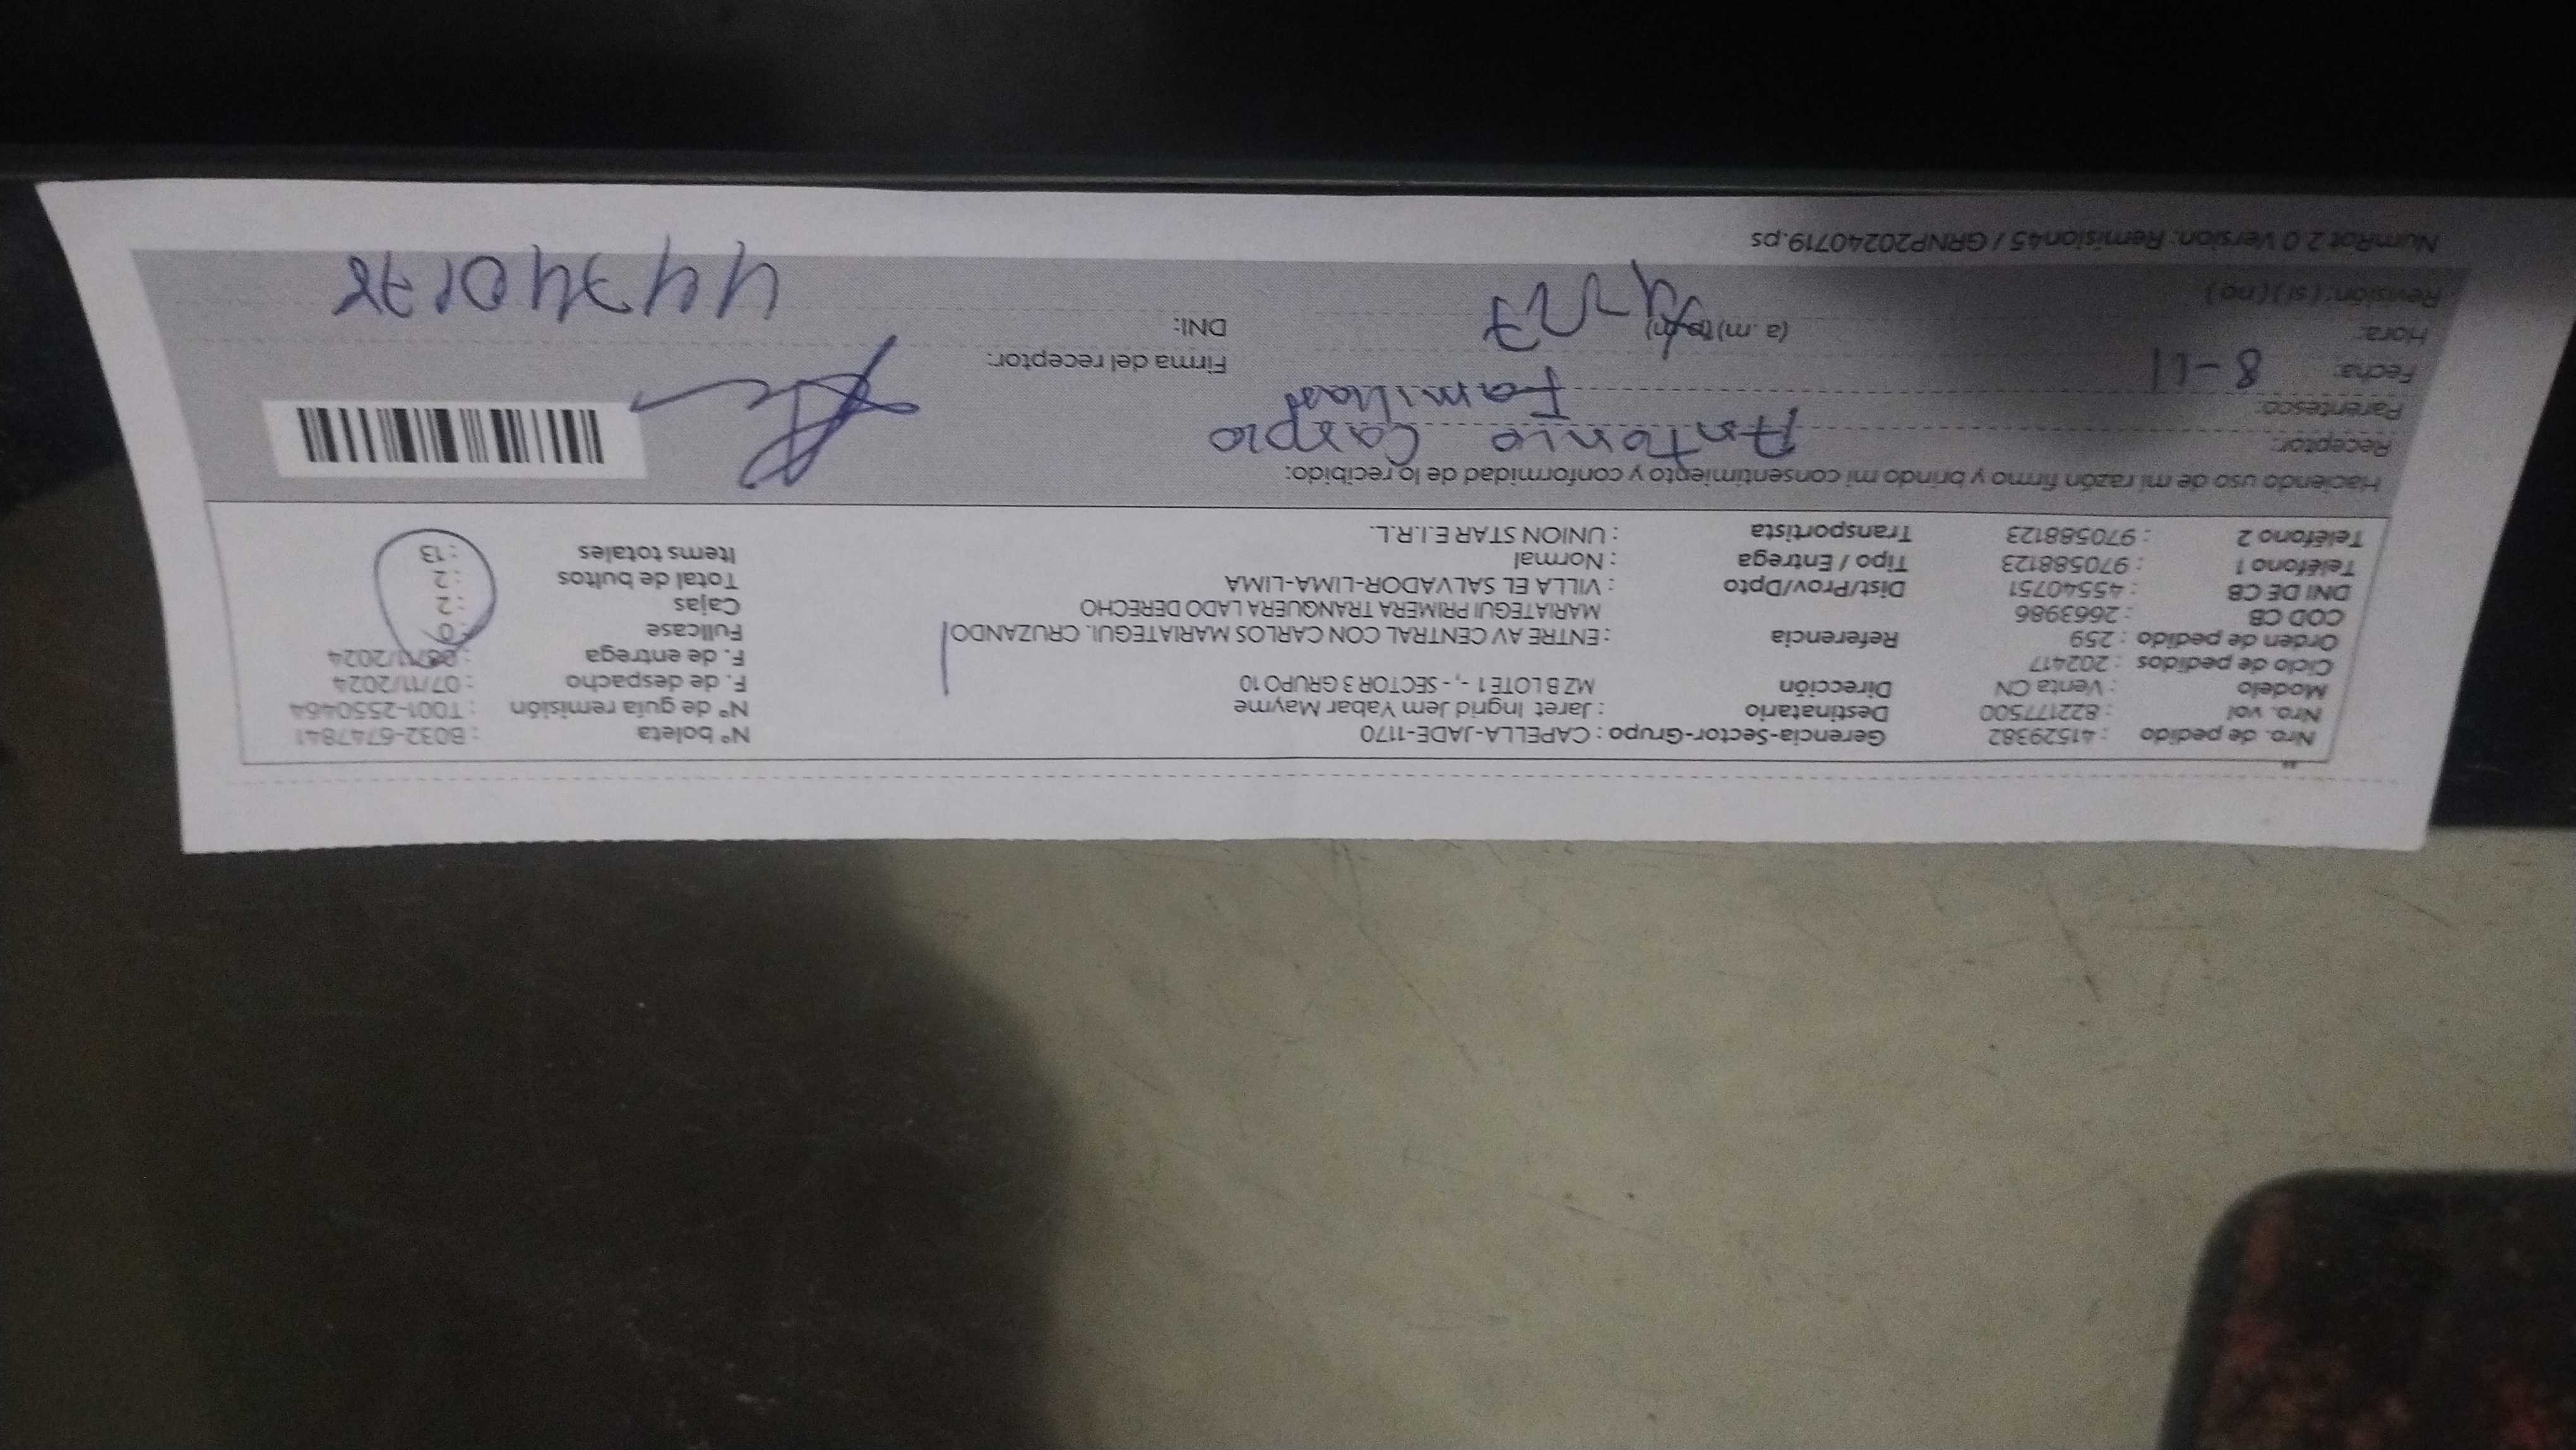 Nro. de pedido : 41529382 Gerencia-Sector-Grupo : CAPELLA-JADE-1170 N° boleta : B032-6747841
Nro. vol : 822177500 Destinatario : Jaret Ingrid Jem Yabar Mayme N° de guía remisión : T001-2550464
Modelo : Venta CN Dirección MZ B LOTE 1 -, - SECTOR 3 GRUPO 10 F. de despacho : 07/11/2024
Ciclo de pedidos : 202417 F. de entrega : 08/11/2024
Orden de pedido : 259 Referencia : ENTRE AV CENTRAL CON CARLOS MARIATEGUI. CRUZANDO Fullcase : 0
COD CB : 2663986 MARIATEGUI PRIMERA TRANQUERA LADO DERECHO Cajas : 2
DNI DE CB : 45540751 Dist/Prov/Dpto : VILLA EL SALVADOR-LIMA-LIMA Total de bultos : 2
Teléfono 1 : 970588123 Tipo / Entrega : Normal Items totales : 13
Teléfono 2 : 970588123 Transportista : UNION STAR E.I.R.L.
Haciendo uso de mi razón firmo y brindo mi consentimiento y conformidad de lo recibido:
Receptor: Antonio Carpio
Parentesco: Familiar
Fecha: 8-11 Firma del receptor:
Hora: (a.m) (p.m) DNI: 44740178
Revisión: (si) (no)
NumRot 2.0 Version: Remision45 / GRNP20240719.ps